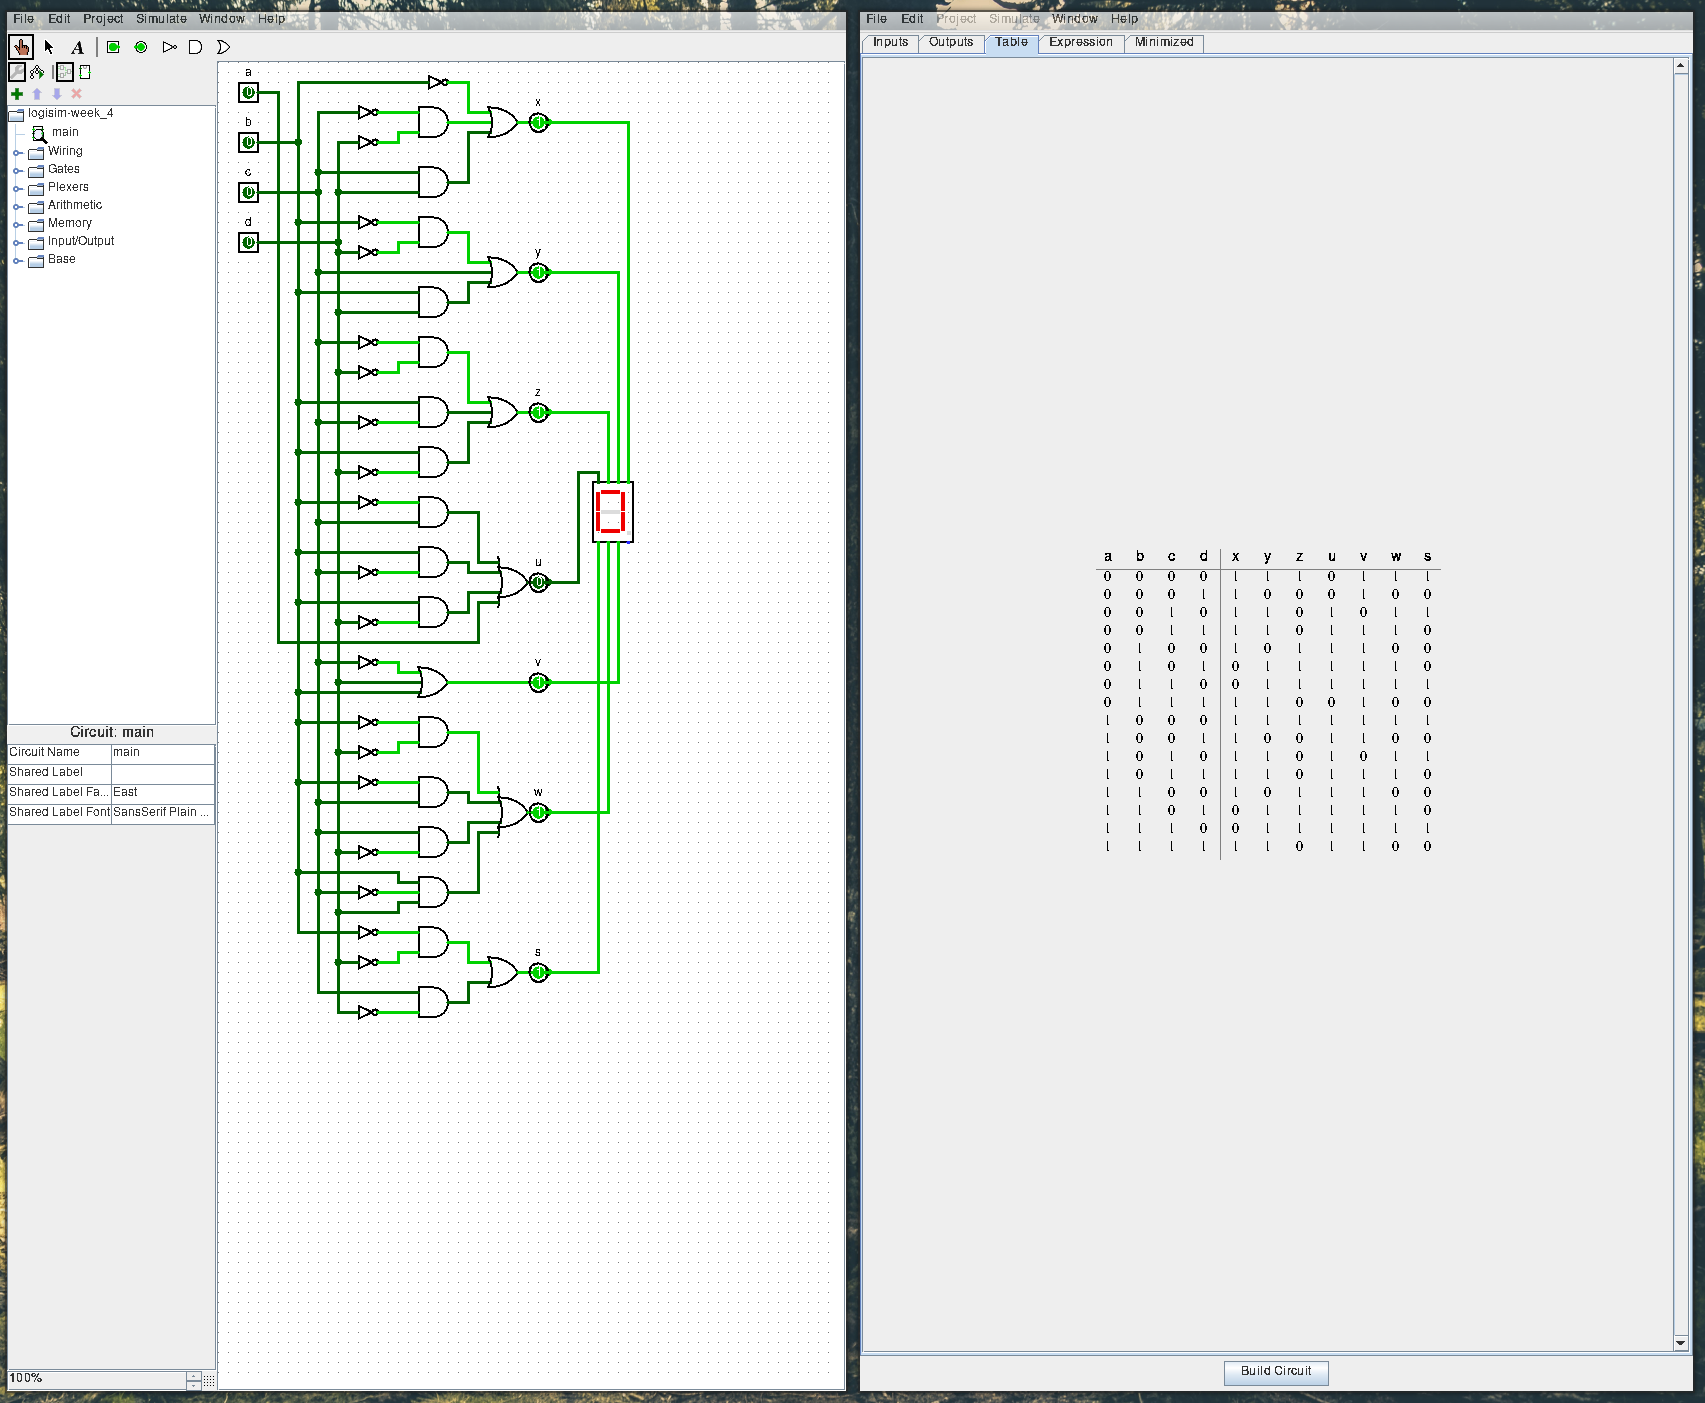 File Edit Project Simulate Window Help
A
logisim-week_4
main
Wiring
Gates
Plexers
Arithmetic
Memory
Input/Output
Base
Circuit: main
Circuit Name main
Shared Label
Shared Label Fa... East
Shared Label Font SansSerif Plain ...
100%
a
0
b
0
c
0
d
0
x
1
y
1
z
1
u
0
v
1
w
1
s
1
File Edit Project Simulate Window Help
Inputs Outputs Table Expression Minimized
a b c d x y z u v w s
0 0 0 0 1 1 1 0 1 1 1
0 0 0 1 1 0 0 0 1 0 0
0 0 1 0 1 1 0 1 0 1 1
0 0 1 1 1 1 0 1 1 1 0
0 1 0 0 1 0 1 1 1 0 0
0 1 0 1 0 1 1 1 1 1 0
0 1 1 0 0 1 1 1 1 1 1
0 1 1 1 1 1 0 0 1 0 0
1 0 0 0 1 1 1 1 1 1 1
1 0 0 1 1 0 0 1 1 0 0
1 0 1 0 1 1 0 1 0 1 1
1 0 1 1 1 1 0 1 1 1 0
1 1 0 0 1 0 1 1 1 0 0
1 1 0 1 0 1 1 1 1 1 0
1 1 1 0 0 1 1 1 1 1 1
1 1 1 1 1 1 0 1 1 0 0
Build Circuit